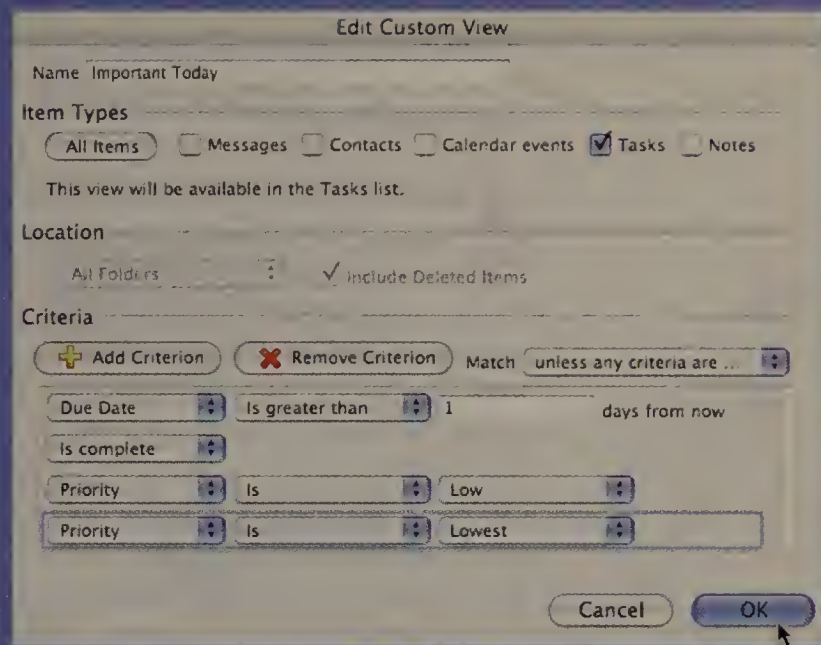 Edit Custom View
Name Important Today
Item Types
All Items Messages Contacts Calendar events Tasks Notes
This view will be available in the Tasks list.
Location
All Folders Include Deleted Items
Criteria
Add Criterion Remove Criterion Match unless any criteria are ...
Due Date Is greater than 1 days from now
Is complete
Priority Is Low
Priority Is Lowest
Cancel OK